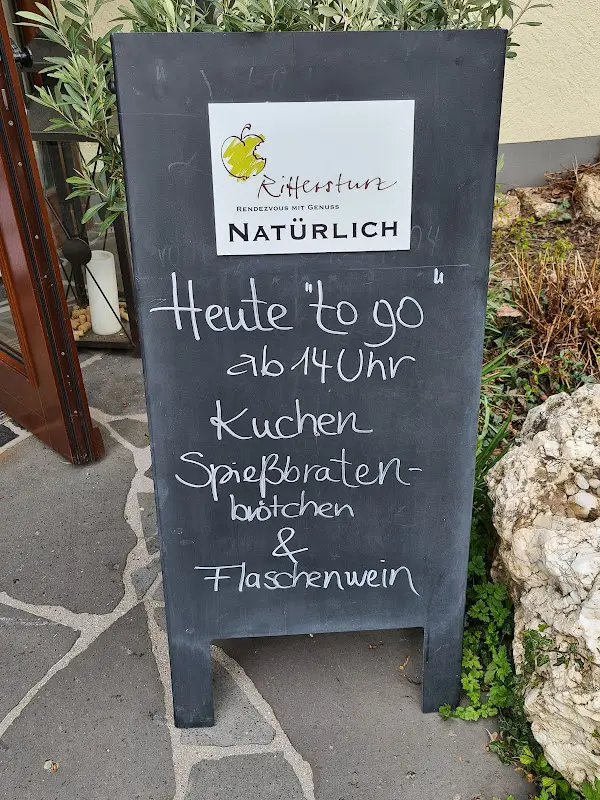 Rittersturz
RENDEZVOUS MIT GENUSS
NATÜRLICH
Heute "to go"
ab 14 Uhr
Kuchen
Spießbraten-
brötchen
&
Flaschenwein